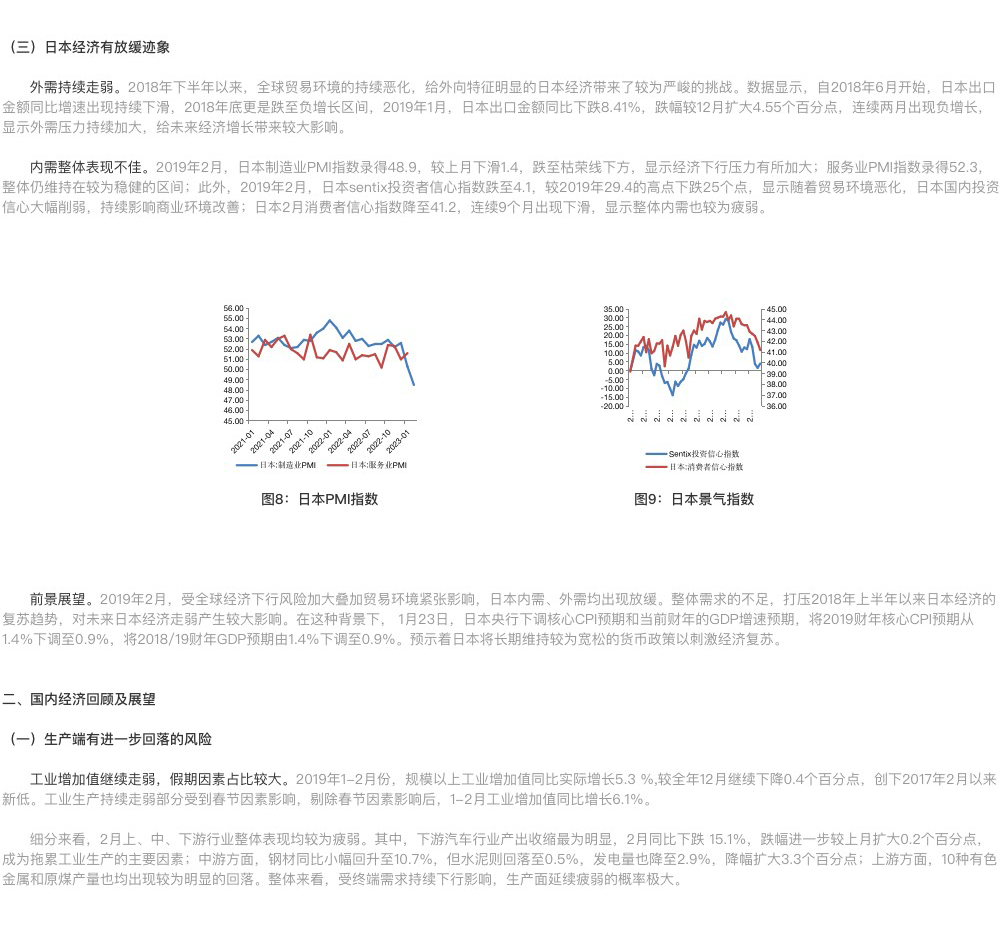 （三）日本经济有放缓迹象
外需持续走弱。2018年下半年以来，全球贸易环境的持续恶化，给外向特征明显的日本经济带来了较为严峻的挑战。数据显示，自2018年6月开始，日本出口
金额同比增速出现持续下滑，2018年底更是跌至负增长区间，2019年1月，日本出口金额同比下跌8.41%，跌幅较12月扩大4.55个百分点，连续两月出现负增长，
显示外需压力持续加大，给未来经济增长带来较大影响。
内需整体表现不佳。2019年2月，日本制造业PMI指数录得48.9，较上月下滑1.4，跌至枯荣线下方，显示经济下行压力有所加大；服务业PMI指数录得52.3，
整体仍维持在较为稳健的区间；此外，2019年2月，日本sentix投资者信心指数跌至4.1，较2019年29.4的高点下跌25个点，显示随着贸易环境恶化，日本国内投资
信心大幅削弱，持续影响商业环境改善；日本2月消费者信心指数降至41.2，连续9个月出现下滑，显示整体内需也较为疲弱。
56.00
55.00
54.00
53.00
52.00
51.00
50.00
49.00
48.00
47.00
46.00
45.00
2021-01
2021-04
2021-07
2021-10
2022-01
2022-04
2022-07
2022-10
2023-01
日本:制造业PMI 日本:服务业PMI
图8：日本PMI指数
35.00
30.00
25.00
20.00
15.00
10.00
5.00
0.00
-5.00
-10.00
-15.00
-20.00
45.00
44.00
43.00
42.00
41.00
40.00
39.00
38.00
37.00
36.00
2…
2…
2…
2…
2…
2…
2…
2…
2…
2…
Sentix投资信心指数
日本:消费者信心指数
图9：日本景气指数
前景展望。2019年2月，受全球经济下行风险加大叠加贸易环境紧张影响，日本内需、外需均出现放缓。整体需求的不足，打压2018年上半年以来日本经济的
复苏趋势，对未来日本经济走弱产生较大影响。在这种背景下， 1月23日，日本央行下调核心CPI预期和当前财年的GDP增速预期，将2019财年核心CPI预期从
1.4%下调至0.9%，将2018/19财年GDP预期由1.4%下调至0.9%。预示着日本将长期维持较为宽松的货币政策以刺激经济复苏。
二、国内经济回顾及展望
（一）生产端有进一步回落的风险
工业增加值继续走弱，假期因素占比较大。2019年1-2月份，规模以上工业增加值同比实际增长5.3 %,较全年12月继续下降0.4个百分点，创下2017年2月以来
新低。工业生产持续走弱部分受到春节因素影响，剔除春节因素影响后，1-2月工业增加值同比增长6.1%。
细分来看，2月上、中、下游行业整体表现均较为疲弱。其中，下游汽车行业产出收缩最为明显，2月同比下跌 15.1%，跌幅进一步较上月扩大0.2个百分点，
成为拖累工业生产的主要因素；中游方面，钢材同比小幅回升至10.7%，但水泥则回落至0.5%，发电量也降至2.9%，降幅扩大3.3个百分点；上游方面，10种有色
金属和原煤产量也均出现较为明显的回落。整体来看，受终端需求持续下行影响，生产面延续疲弱的概率极大。